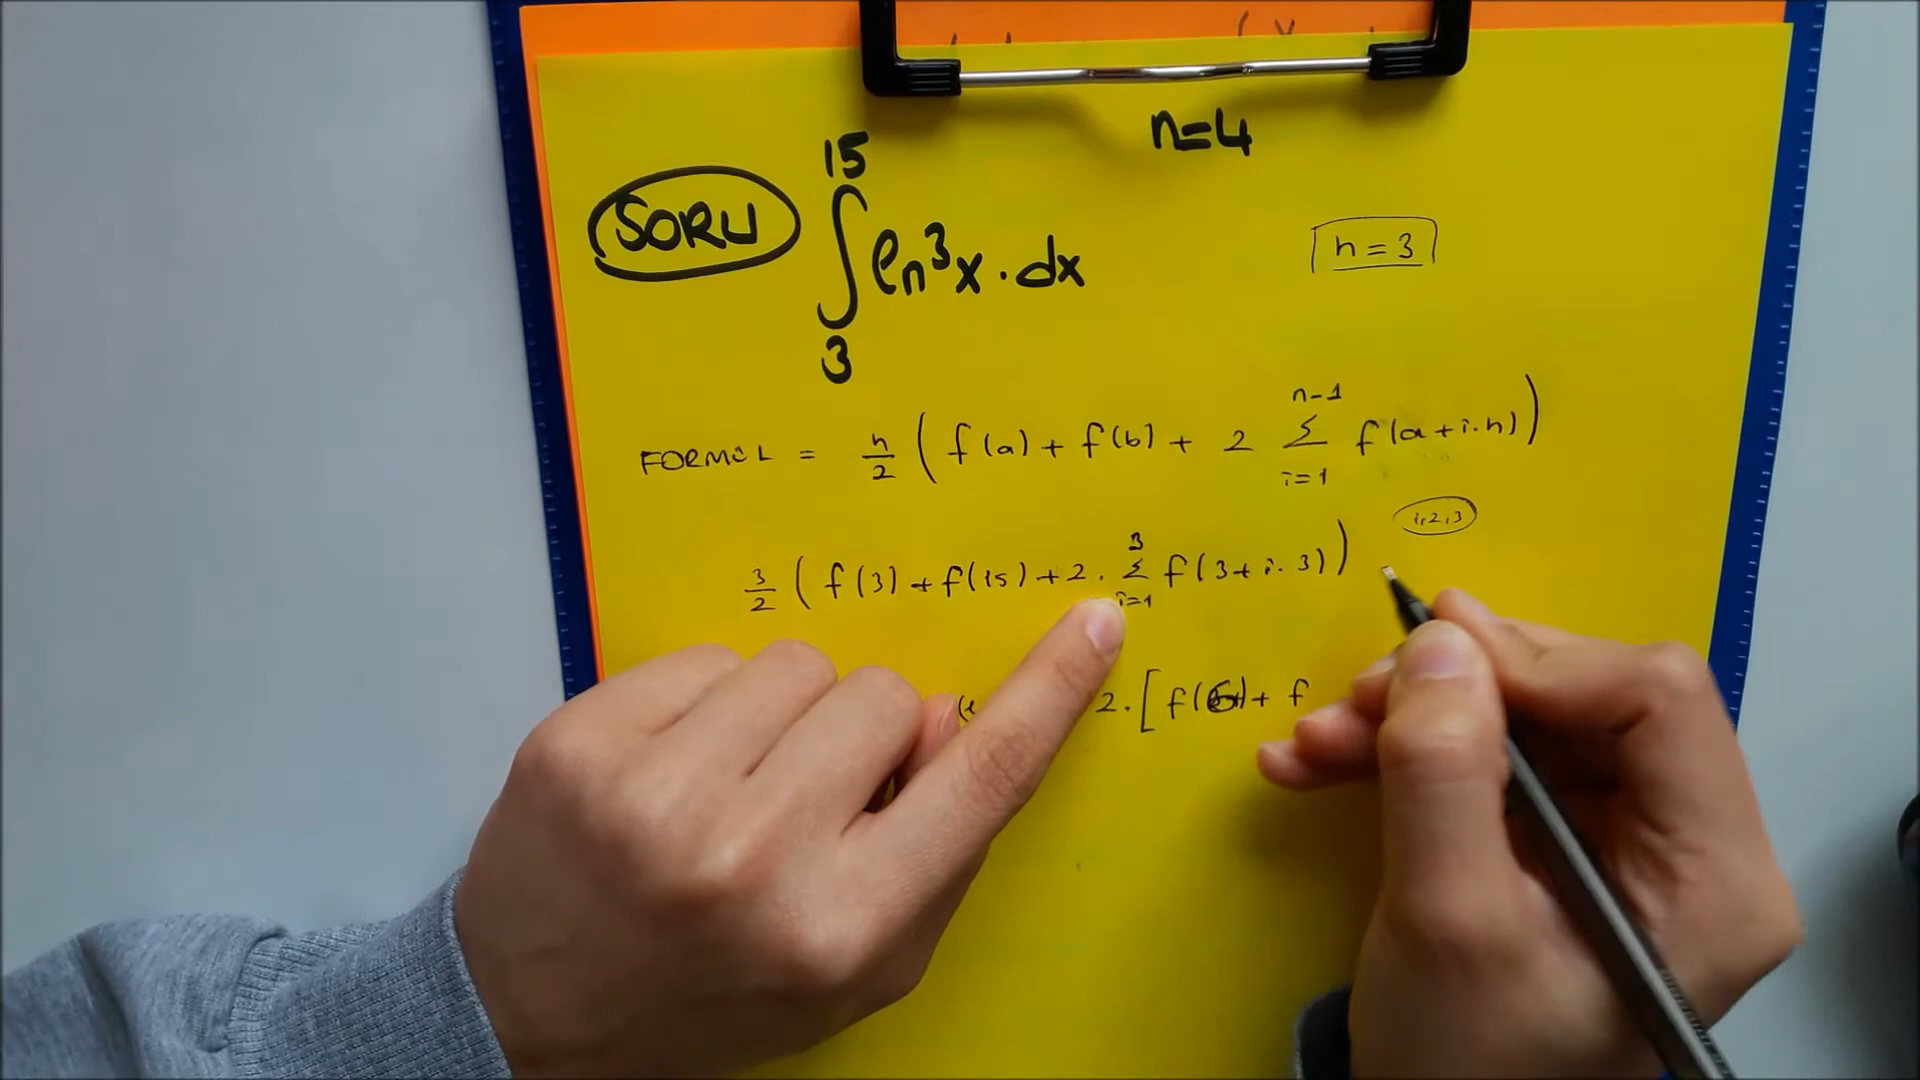 n=4
SORU ∫₃¹⁵ ln³x · dx
h=3
FORMÜL = h/2 ( f(a) + f(b) + 2 Σ_{i=1}^{n-1} f(a+i.h) )
1,2,3
3/2 ( f(3) + f(15) + 2 . Σ_{i=1}^{3} f(3+i.3) )
2. [ f(6) + f